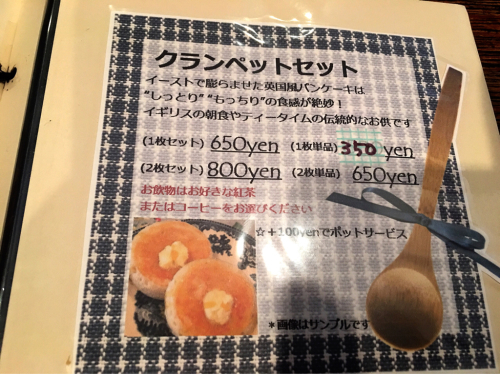 クランペットセット
イーストで膨らませた英国風パンケーキは
“しっとり” “もっちり”の食感が絶妙！
イギリスの朝食やティータイムの伝統的なお供です
(1枚セット) 650yen (1枚単品) 350 yen
(2枚セット) 800yen (2枚単品) 650yen
お飲物はお好きな紅茶
またはコーヒーをお選びください
☆＋100yenでポットサービス
＊画像はサンプルです